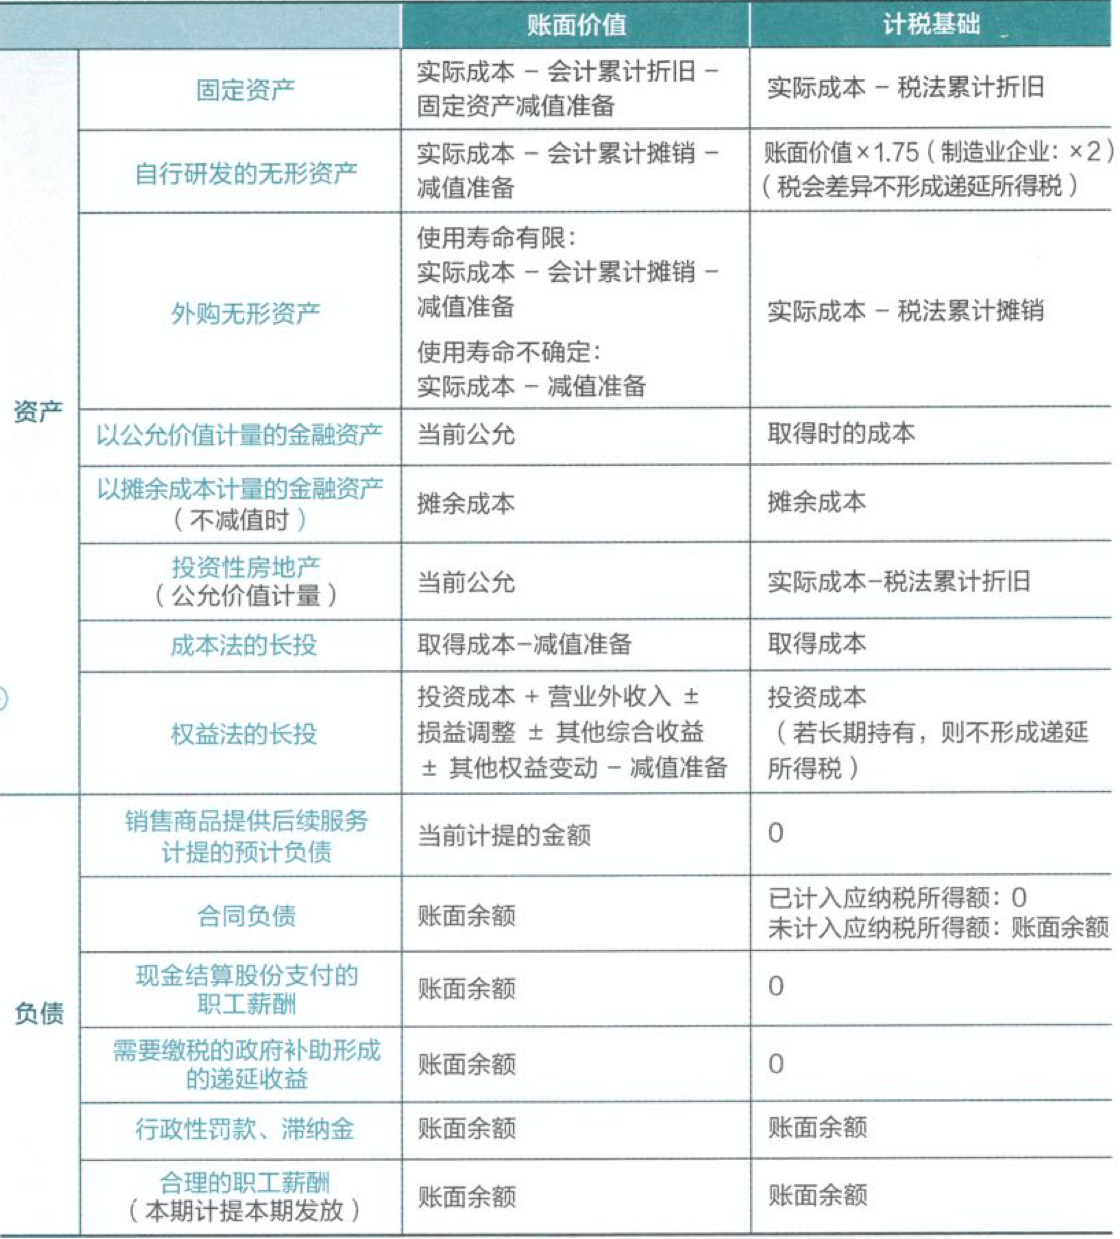 账面价值
计税基础
资产
固定资产
实际成本 - 会计累计折旧 -
固定资产减值准备
实际成本 - 税法累计折旧
自行研发的无形资产
实际成本 - 会计累计摊销 -
减值准备
账面价值×1.75（制造业企业：×2）
（税会差异不形成递延所得税）
外购无形资产
使用寿命有限：
实际成本 - 会计累计摊销 -
减值准备
使用寿命不确定：
实际成本 - 减值准备
实际成本 - 税法累计摊销
以公允价值计量的金融资产
当前公允
取得时的成本
以摊余成本计量的金融资产
（不减值时）
摊余成本
摊余成本
投资性房地产
（公允价值计量）
当前公允
实际成本-税法累计折旧
成本法的长投
取得成本-减值准备
取得成本
权益法的长投
投资成本 + 营业外收入 ±
损益调整 ± 其他综合收益
± 其他权益变动 - 减值准备
投资成本
（若长期持有，则不形成递延
所得税）
负债
销售商品提供后续服务
计提的预计负债
当前计提的金额
0
合同负债
账面余额
已计入应纳税所得额：0
未计入应纳税所得额：账面余额
现金结算股份支付的
职工薪酬
账面余额
0
需要缴税的政府补助形成
的递延收益
账面余额
0
行政性罚款、滞纳金
账面余额
账面余额
合理的职工薪酬
（本期计提本期发放）
账面余额
账面余额